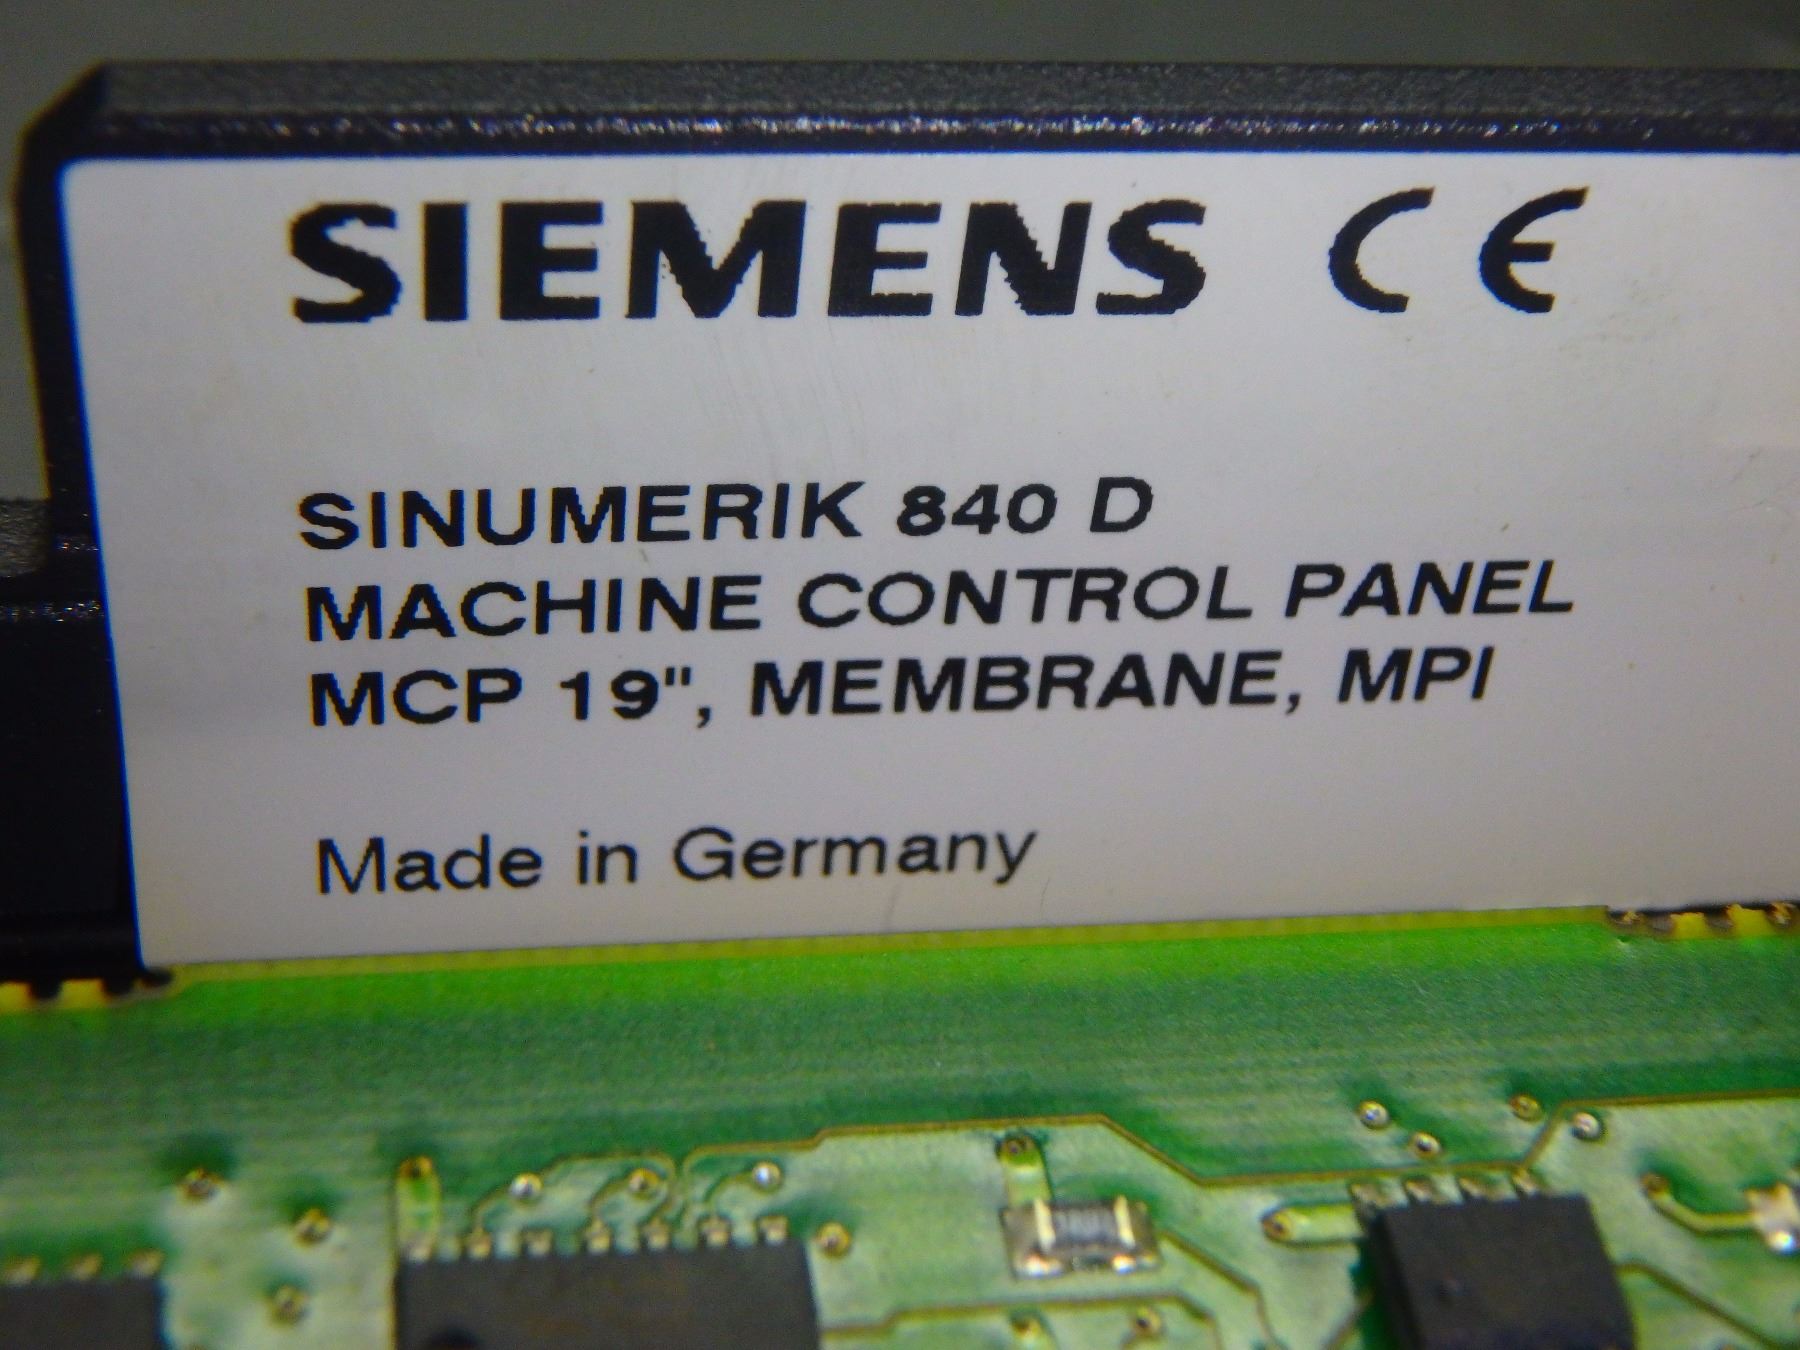 SIEMENS CE
SINUMERIK 840 D
MACHINE CONTROL PANEL
MCP 19", MEMBRANE, MPI
Made in Germany